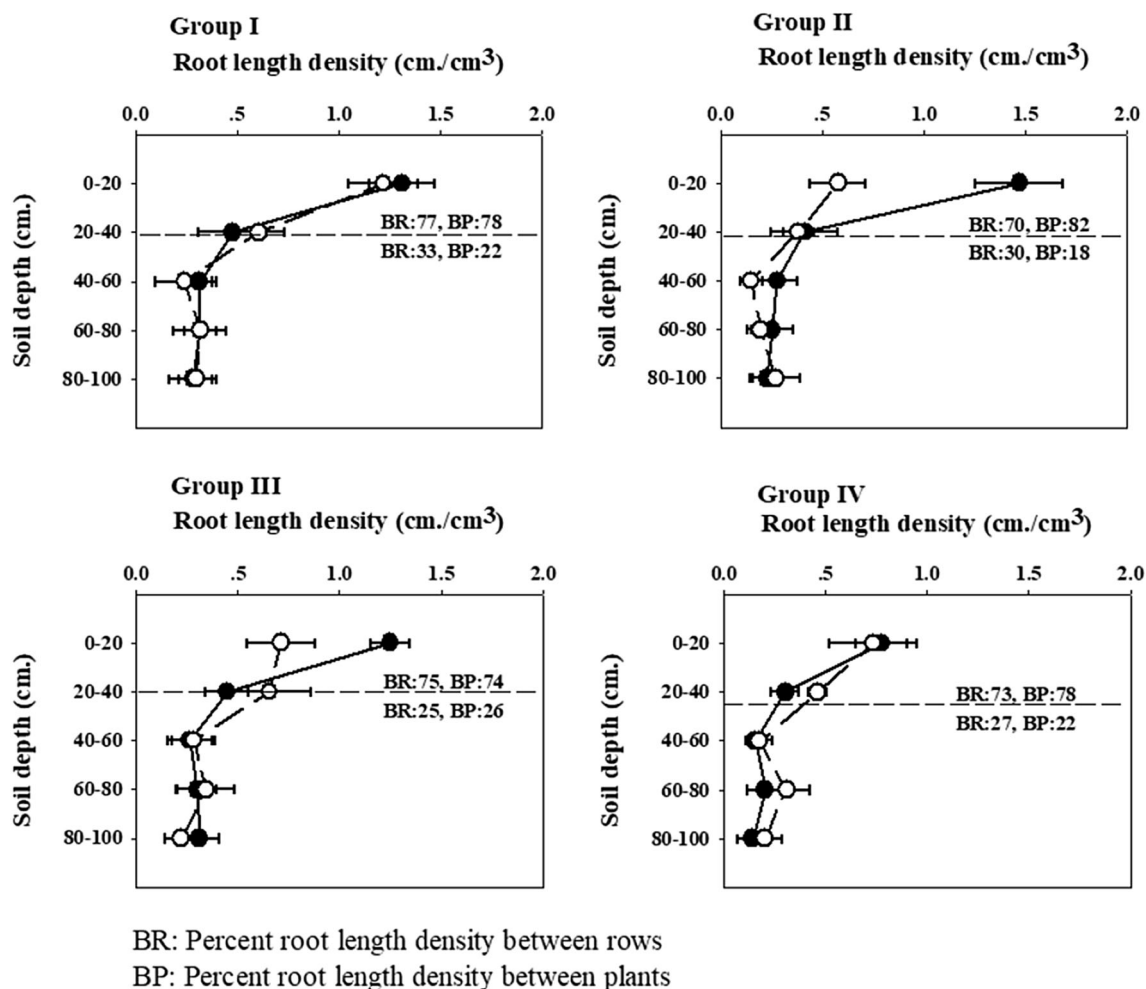 Group I
Root length density (cm./cm3)
0.0 .5 1.0 1.5 2.0
Soil depth (cm.)
0-20
20-40
40-60
60-80
80-100
BR:77, BP:78
BR:33, BP:22
Group II
Root length density (cm./cm3)
0.0 .5 1.0 1.5 2.0
Soil depth (cm.)
0-20
20-40
40-60
60-80
80-100
BR:70, BP:82
BR:30, BP:18
Group III
Root length density (cm./cm3)
0.0 .5 1.0 1.5 2.0
Soil depth (cm.)
0-20
20-40
40-60
60-80
80-100
BR:75, BP:74
BR:25, BP:26
Group IV
Root length density (cm./cm3)
0.0 .5 1.0 1.5 2.0
Soil depth (cm.)
0-20
20-40
40-60
60-80
80-100
BR:73, BP:78
BR:27, BP:22
BR: Percent root length density between rows
BP: Percent root length density between plants